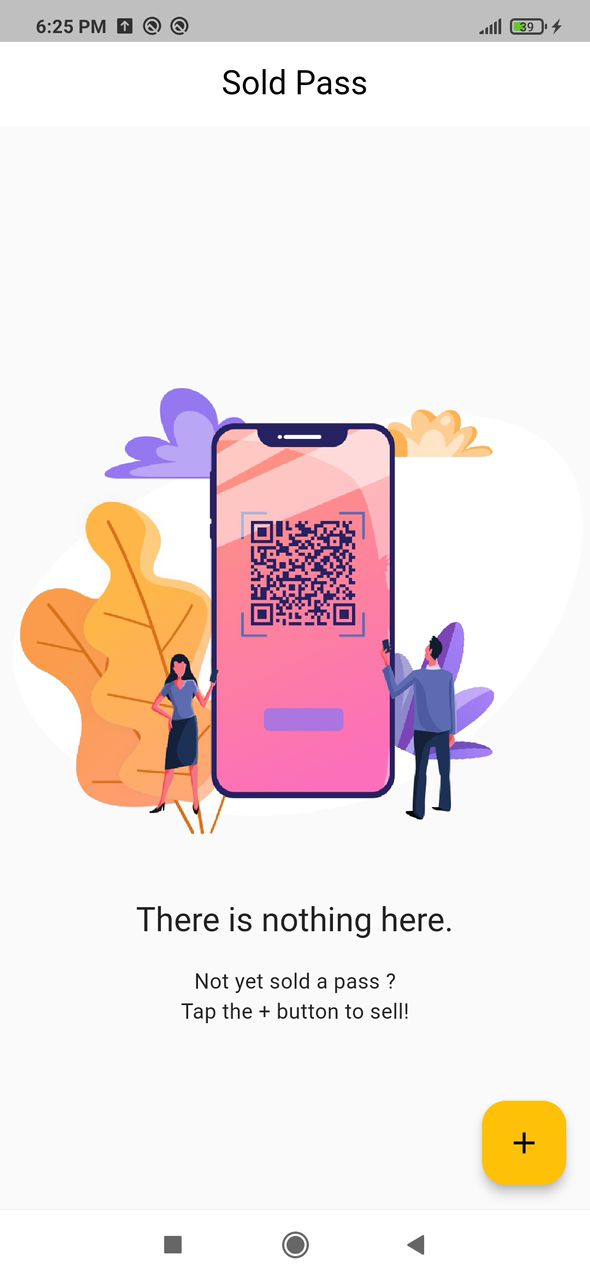 6:25 PM
39
Sold Pass
There is nothing here.
Not yet sold a pass ?
Tap the + button to sell!
+